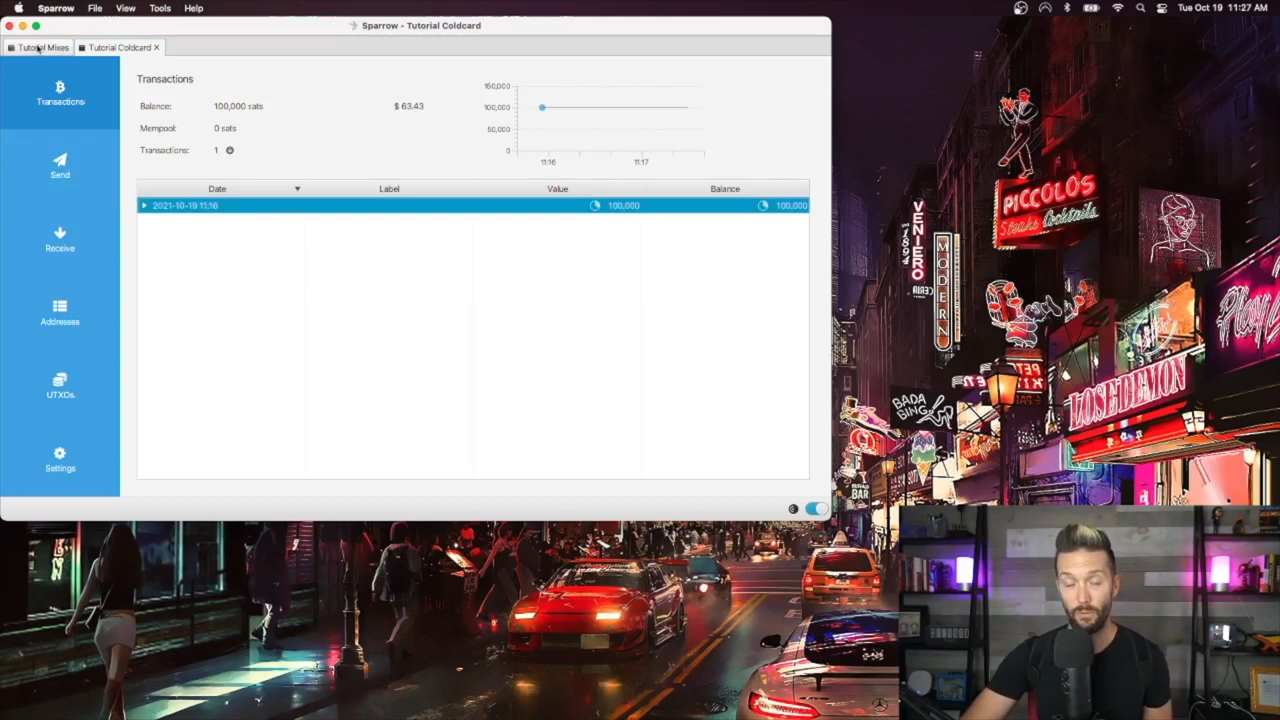 Sparrow File View Tools Help
Tue Oct 19 11:27 AM
Sparrow - Tutorial Coldcard
Tutorial Mixes
Tutorial Coldcard
Transactions
Send
Receive
Addresses
UTXOs
Settings
Transactions
Balance: 100,000 sats $ 63.43
Mempool: 0 sats
Transactions: 1
150,000
100,000
50,000
0
11:16 11:17
Date Label Value Balance
2021-10-19 11:16 100,000 100,000
PICCOLO'S
Steaks Cocktails
VENIERO
MODERN
BADA
BING!
LOSE DEMON
BAR